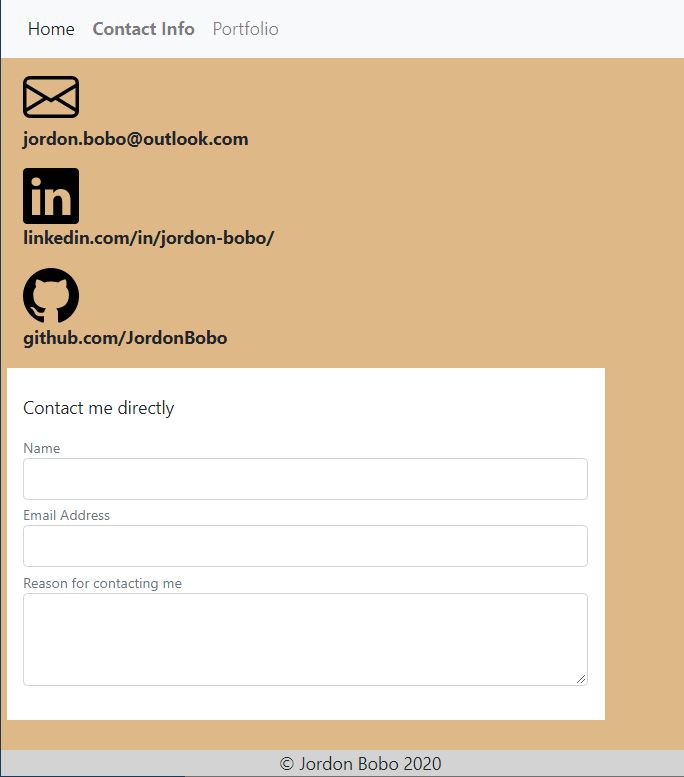 Home Contact Info Portfolio
jordon.bobo@outlook.com
in
linkedin.com/in/jordon-bobo/
github.com/JordonBobo
Contact me directly
Name
Email Address
Reason for contacting me
© Jordon Bobo 2020